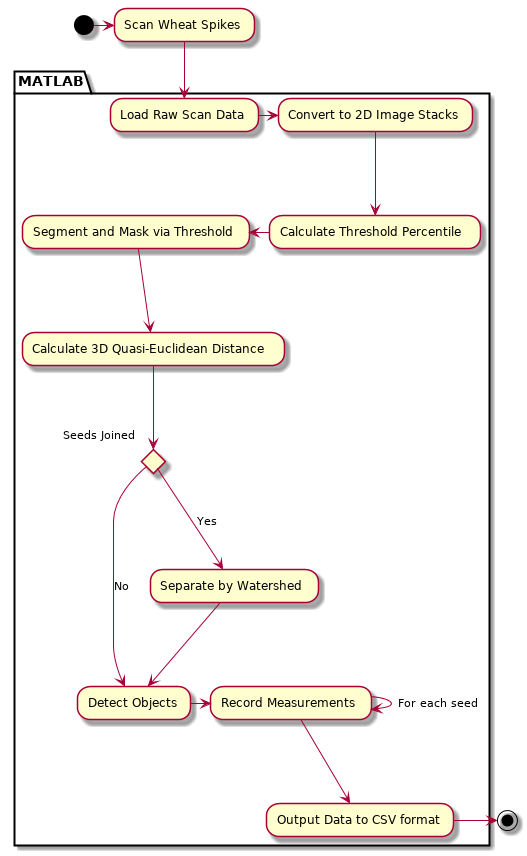 Scan Wheat Spikes
MATLAB
Load Raw Scan Data
Convert to 2D Image Stacks
Segment and Mask via Threshold
Calculate Threshold Percentile
Calculate 3D Quasi-Euclidean Distance
Seeds Joined
Yes
No
Separate by Watershed
Detect Objects
Record Measurements
For each seed
Output Data to CSV format